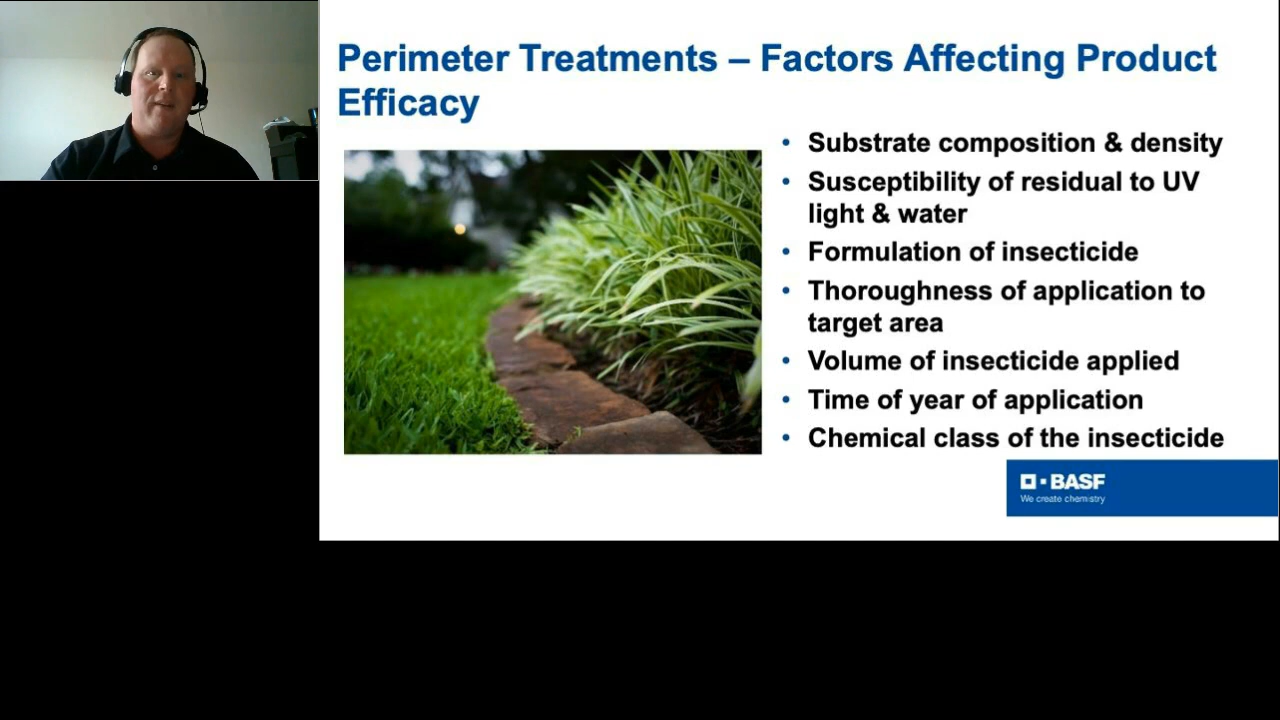 Perimeter Treatments – Factors Affecting Product
Efficacy
• Substrate composition & density
• Susceptibility of residual to UV
light & water
• Formulation of insecticide
• Thoroughness of application to
target area
• Volume of insecticide applied
• Time of year of application
• Chemical class of the insecticide
BASF
We create chemistry